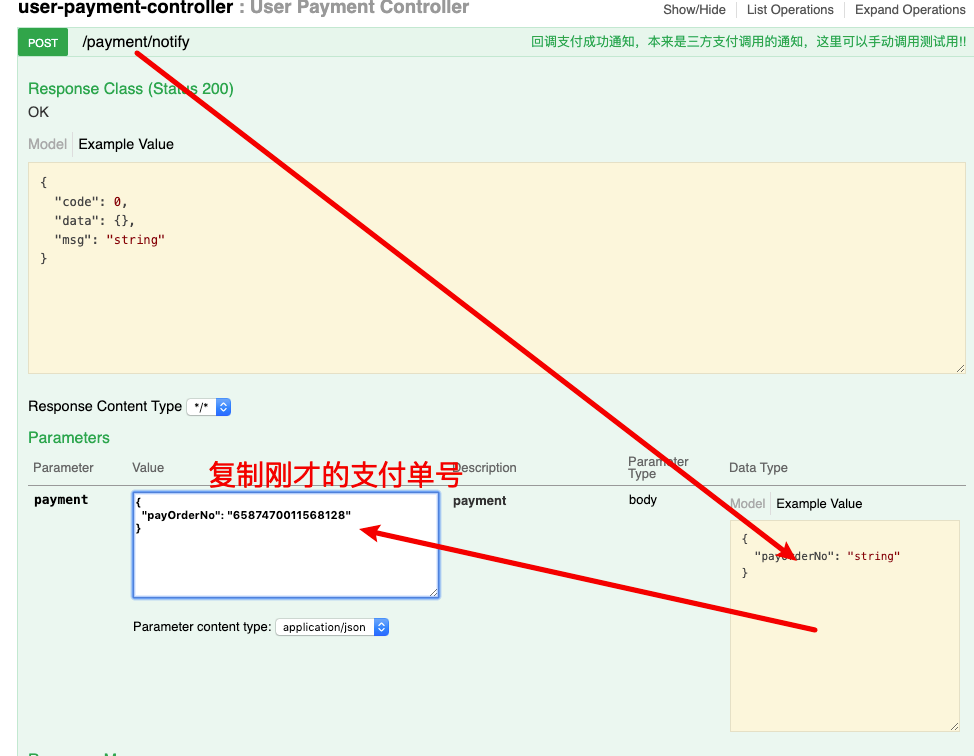 user-payment-controller : User Payment Controller
Show/Hide List Operations Expand Operations
POST /payment/notify 回调支付成功通知，本来是三方支付调用的通知，这里可以手动调用测试用!!
Response Class (Status 200)
OK
Model Example Value
{
"code": 0,
"data": {},
"msg": "string"
}
Response Content Type */*
Parameters
Parameter Value Description Parameter Type Data Type
复制刚才的支付单号
payment
{
"payOrderNo": "6587470011568128"
}
payment
body
Model Example Value
{
"payOrderNo": "string"
}
Parameter content type: application/json